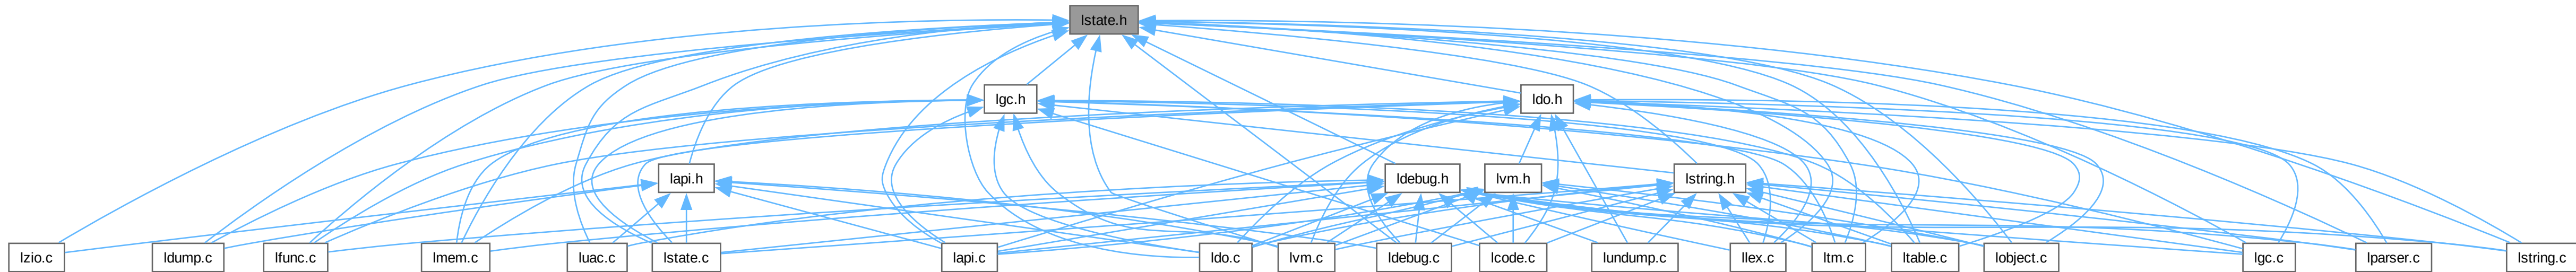 lstate.h
lgc.h
ldo.h
lapi.h
ldebug.h
lvm.h
lstring.h
lzio.c
ldump.c
lfunc.c
lmem.c
luac.c
lstate.c
lapi.c
ldo.c
lvm.c
ldebug.c
lcode.c
lundump.c
llex.c
ltm.c
ltable.c
lobject.c
lgc.c
lparser.c
lstring.c